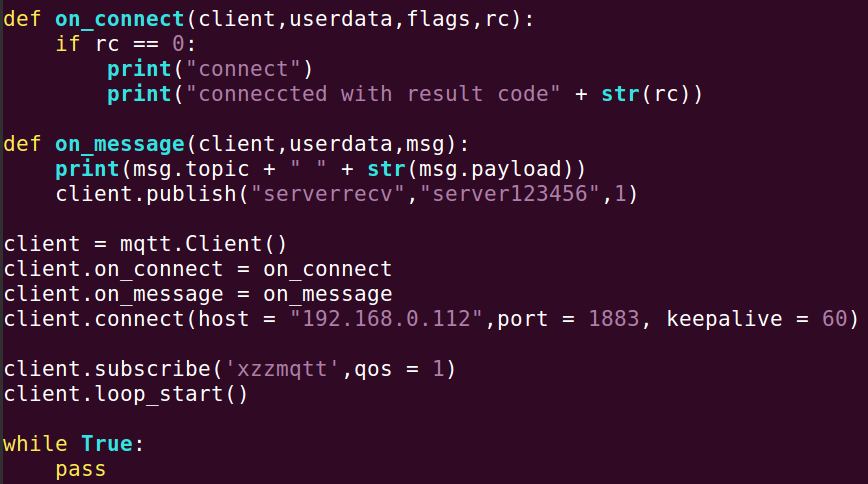 def on_connect(client,userdata,flags,rc):
    if rc == 0:
        print("connect")
        print("conneccted with result code" + str(rc))
def on_message(client,userdata,msg):
    print(msg.topic + " " + str(msg.payload))
    client.publish("serverrecv","server123456",1)
client = mqtt.Client()
client.on_connect = on_connect
client.on_message = on_message
client.connect(host = "192.168.0.112",port = 1883, keepalive = 60)
client.subscribe('xzzmqtt',qos = 1)
client.loop_start()
while True:
    pass